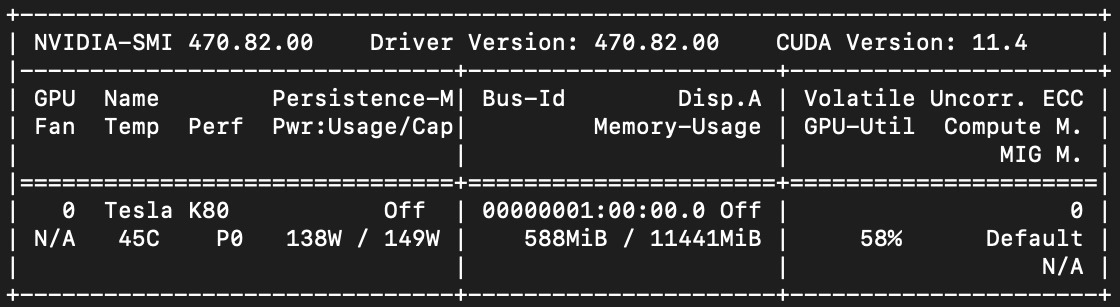 +-----------------------------------------------------------------------------+
| NVIDIA-SMI 470.82.00    Driver Version: 470.82.00    CUDA Version: 11.4     |
|-------------------------------+----------------------+----------------------+
| GPU  Name        Persistence-M| Bus-Id        Disp.A | Volatile Uncorr. ECC |
| Fan  Temp  Perf  Pwr:Usage/Cap|         Memory-Usage | GPU-Util  Compute M. |
|                               |                      |               MIG M. |
|===============================+======================+======================|
|   0  Tesla K80           Off  | 00000001:00:00.0 Off |                    0 |
| N/A   45C    P0   138W / 149W |    588MiB / 11441MiB |     58%      Default |
|                               |                      |                  N/A |
+-------------------------------+----------------------+----------------------+